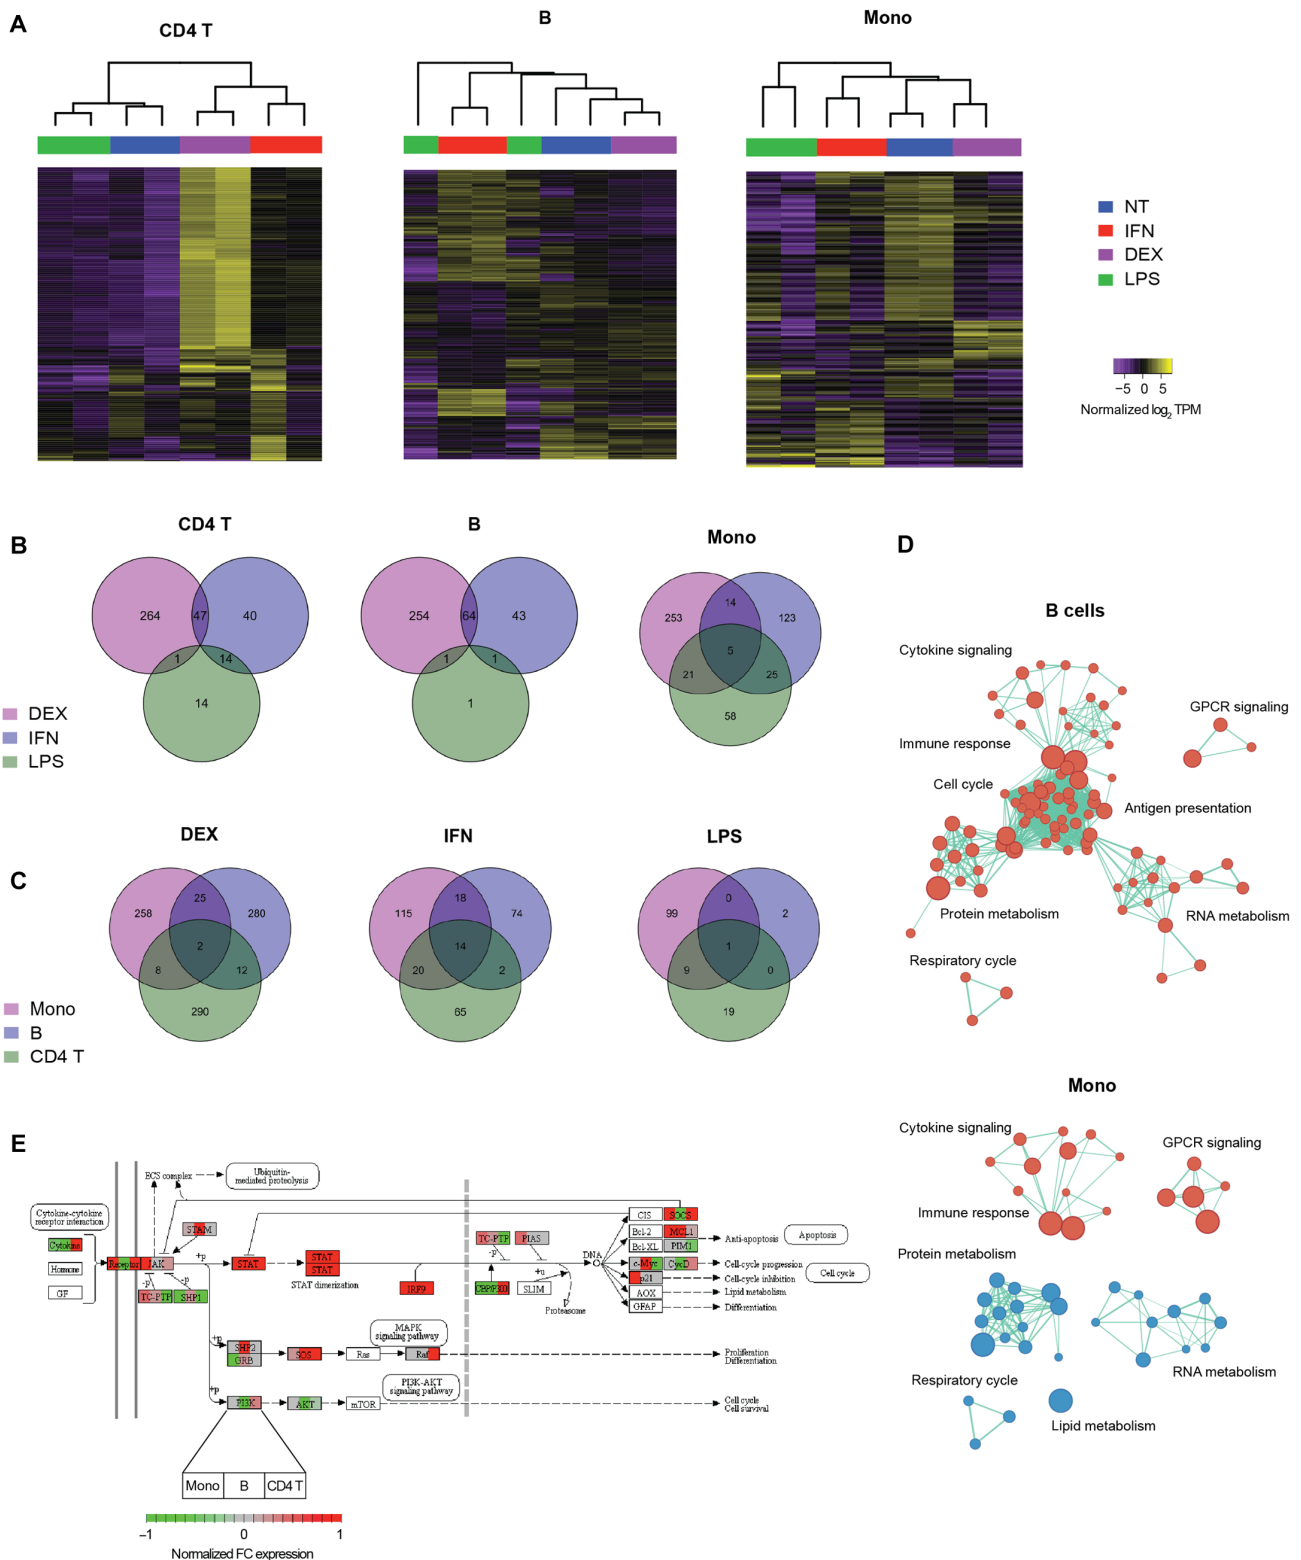 A
CD4 T
B
Mono
NT
IFN
DEX
LPS
−5 0 5
Normalized log2 TPM
B
CD4 T
B
Mono
264 47 40
1 14
14
254 64 43
1 1
1
14
253 123
5
21 25
58
DEX
IFN
LPS
C
DEX
IFN
LPS
25
258 280
2
8 12
290
18
115 74
14
20 2
65
0
99 2
1
9 0
19
Mono
B
CD4 T
D
B cells
Cytokine signaling
GPCR signaling
Immune response
Cell cycle
Antigen presentation
Protein metabolism
RNA metabolism
Respiratory cycle
Mono
Cytokine signaling
GPCR signaling
Immune response
Protein metabolism
RNA metabolism
Respiratory cycle
Lipid metabolism
E
ECS complex
Ubiquitin-
mediated proteolysis
Cytokine-cytokine
receptor interaction
Cytokine
Hormone
GF
Receptor
JAK
STAM
+p
-p
-p
TC-PTP
SHP1
STAT
STAT
STAT
STAT dimerization
IRF9
TC-PTP
PIAS
-p
CBP/P300
SLIM
+u
Proteasome
DNA
CIS
SOCS
Bcl-2
MCL1
Bcl-XL
PIM1
c-Myc
CycD
p21
AOX
GFAP
Anti-apoptosis
Apoptosis
Cell-cycle progression
Cell-cycle inhibition
Cell cycle
Lipid metabolism
Differentiation
+p
SHP2
GRB
SOS
Ras
Raf
MAPK
signaling pathway
Proliferation
Differentiation
+p
PI3K
AKT
mTOR
PI3K-AKT
signaling pathway
Cell cycle
Cell survival
Mono B CD4 T
−1 0 1
Normalized FC expression